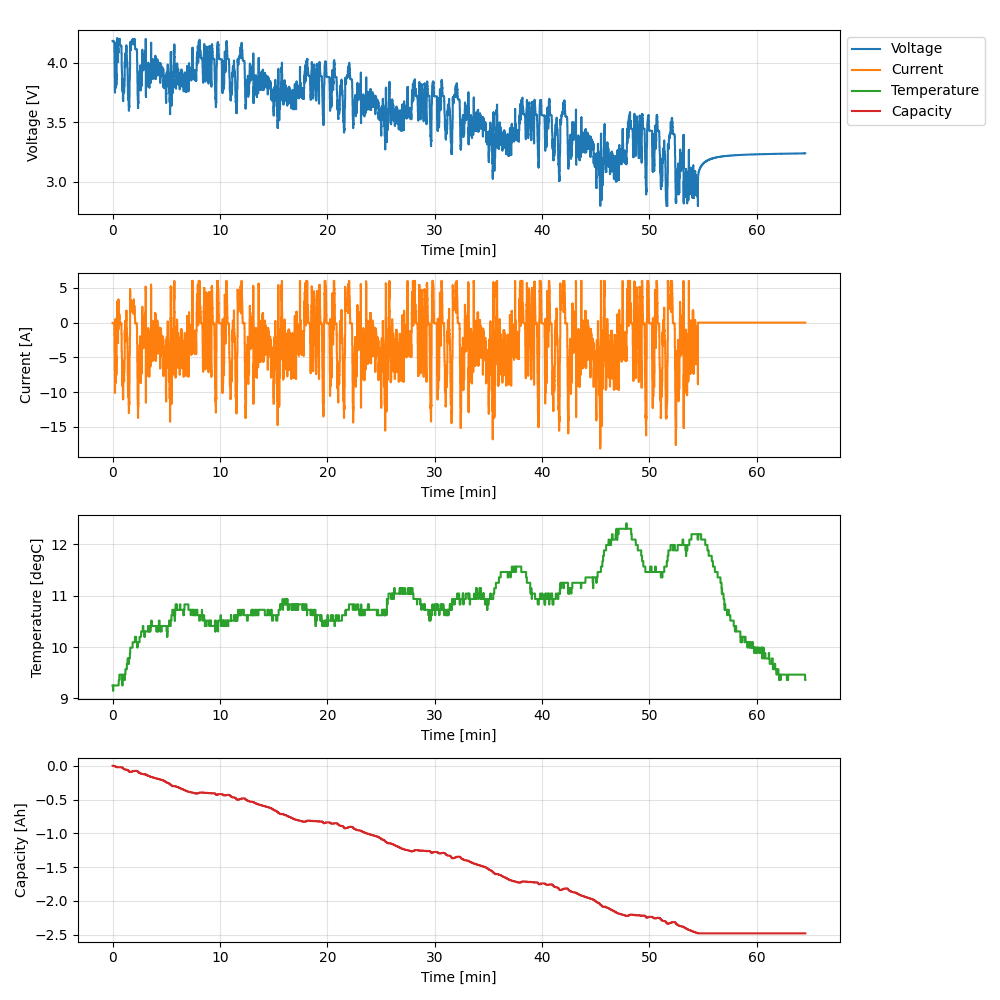 4.0
3.5
3.0
Voltage [V]
0 10 20 30 40 50 60
Time [min]
Voltage
Current
Temperature
Capacity
5
0
−5
−10
−15
Current [A]
0 10 20 30 40 50 60
Time [min]
12
11
10
9
Temperature [degC]
0 10 20 30 40 50 60
Time [min]
0.0
−0.5
−1.0
−1.5
−2.0
−2.5
Capacity [Ah]
0 10 20 30 40 50 60
Time [min]